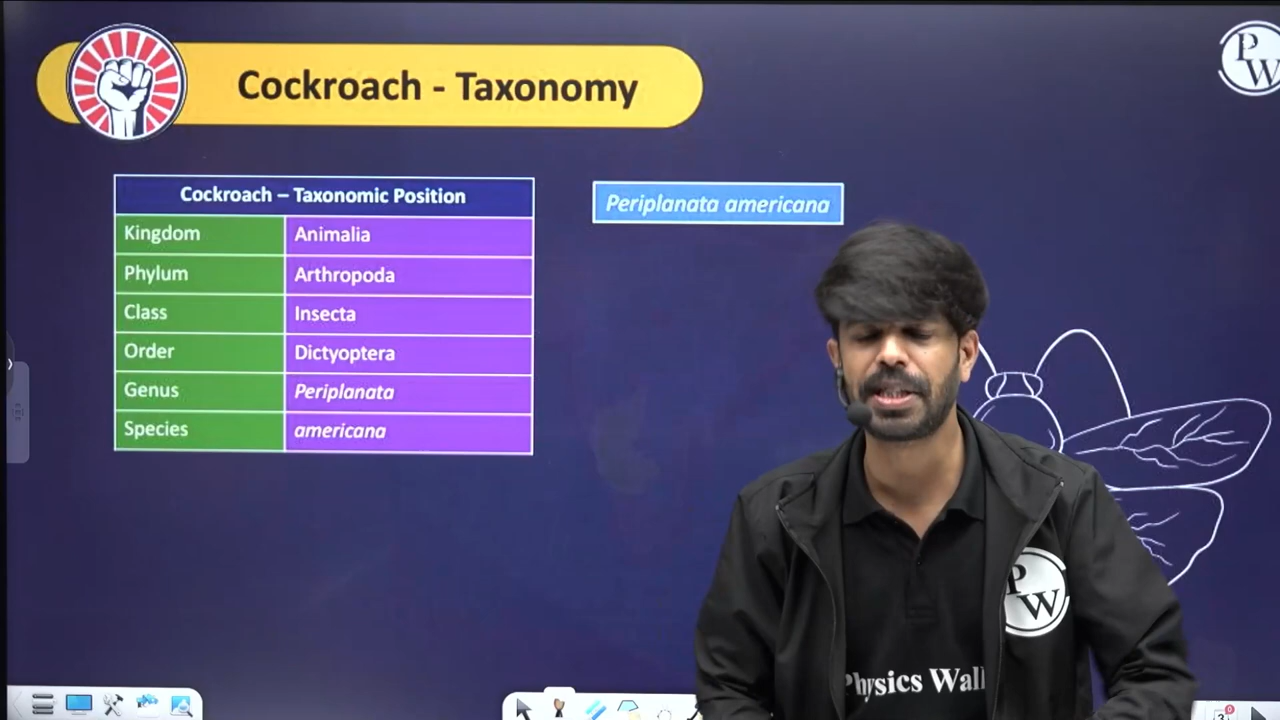 Cockroach - Taxonomy
P
W
Cockroach – Taxonomic Position
Periplanata americana
Kingdom Animalia
Phylum Arthropoda
Class Insecta
Order Dictyoptera
Genus Periplanata
Species americana
P
W
Physics Wall